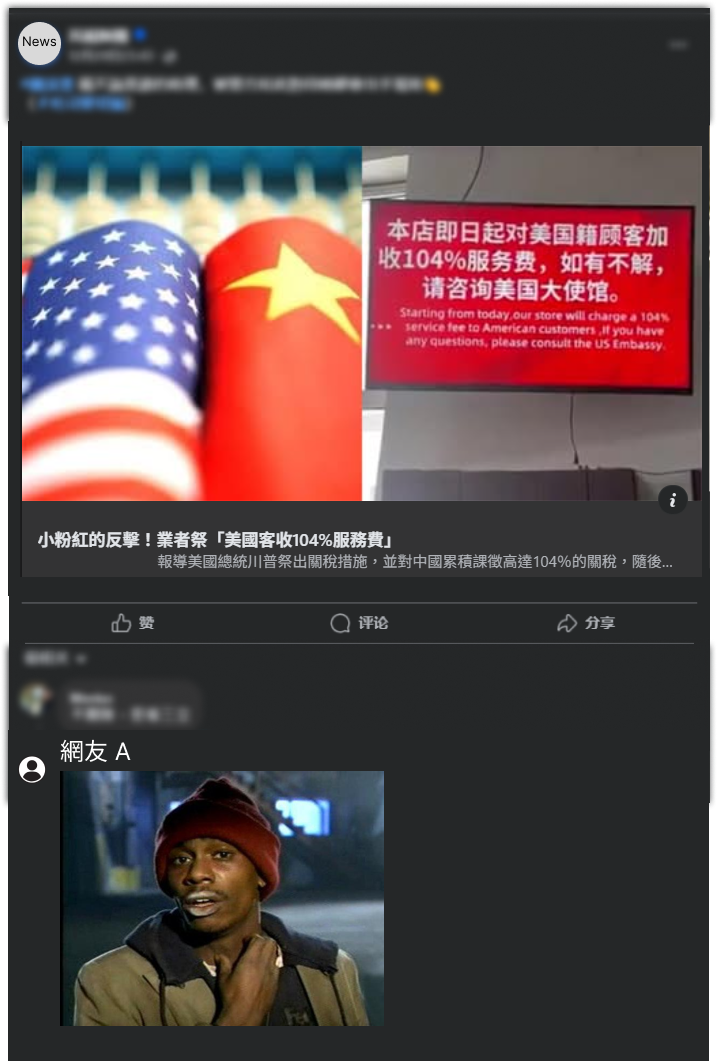 News
本店即日起对美国籍顾客加
收104%服务费，如有不解，
请咨询美国大使馆。
Starting from today,our store will charge a 104%
service fee to American customers ,If you have
any questions, please consult the US Embassy.
小粉紅的反擊！業者祭「美國客收104%服務費」
報導美國總統川普祭出關稅措施，並對中國累積課徵高達104%的關稅，隨後...
赞
评论
分享
網友 A